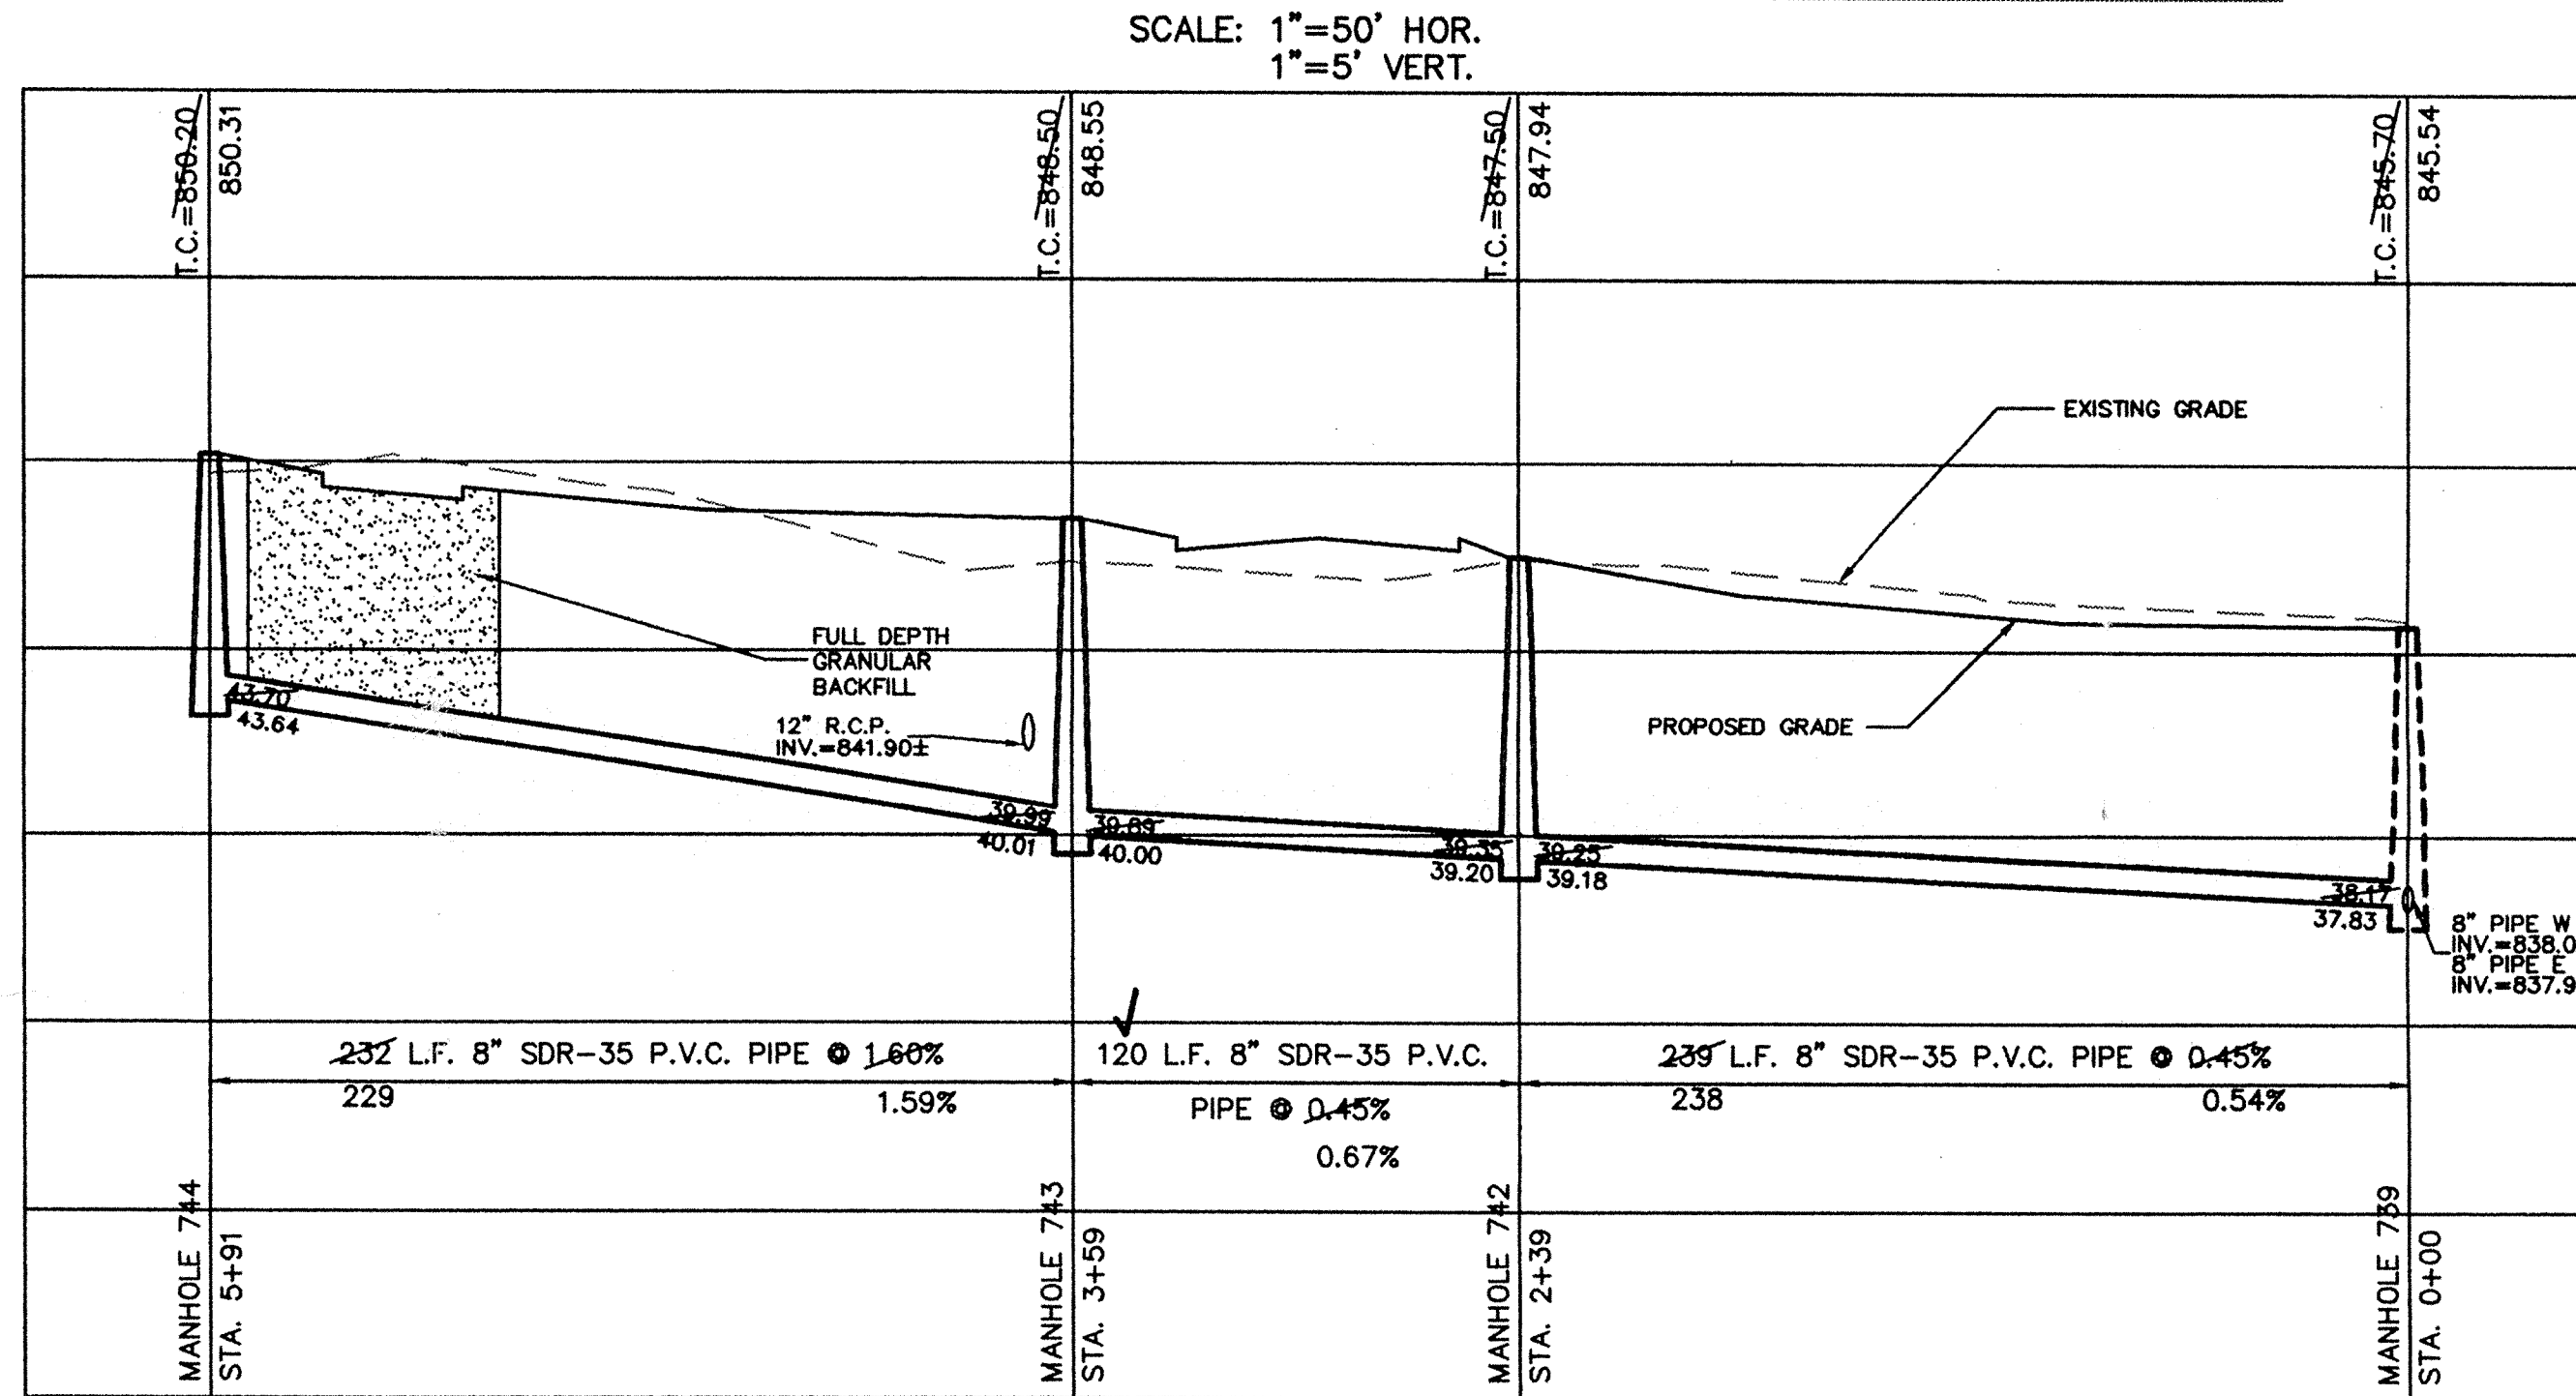 SCALE: 1"=50' HOR.
1"=5' VERT.
T.C.=850.20
850.31
T.C.=848.50
848.55
T.C.=847.50
847.94
T.C.=845.70
845.54
EXISTING GRADE
FULL DEPTH
GRANULAR
BACKFILL
12" R.C.P.
INV.=841.90±
PROPOSED GRADE
43.70
43.64
39.99
40.01
39.89
40.00
39.35
39.20
39.25
39.18
38.17
37.83
8" PIPE W
INV.=838.0
8" PIPE E
INV.=837.9
232 L.F. 8" SDR-35 P.V.C. PIPE @ 1.60%
229
1.59%
120 L.F. 8" SDR-35 P.V.C.
PIPE @ 0.45%
0.67%
239 L.F. 8" SDR-35 P.V.C. PIPE @ 0.45%
238
0.54%
MANHOLE 744
STA. 5+91
MANHOLE 743
STA. 3+59
MANHOLE 742
STA. 2+39
MANHOLE 739
STA. 0+00